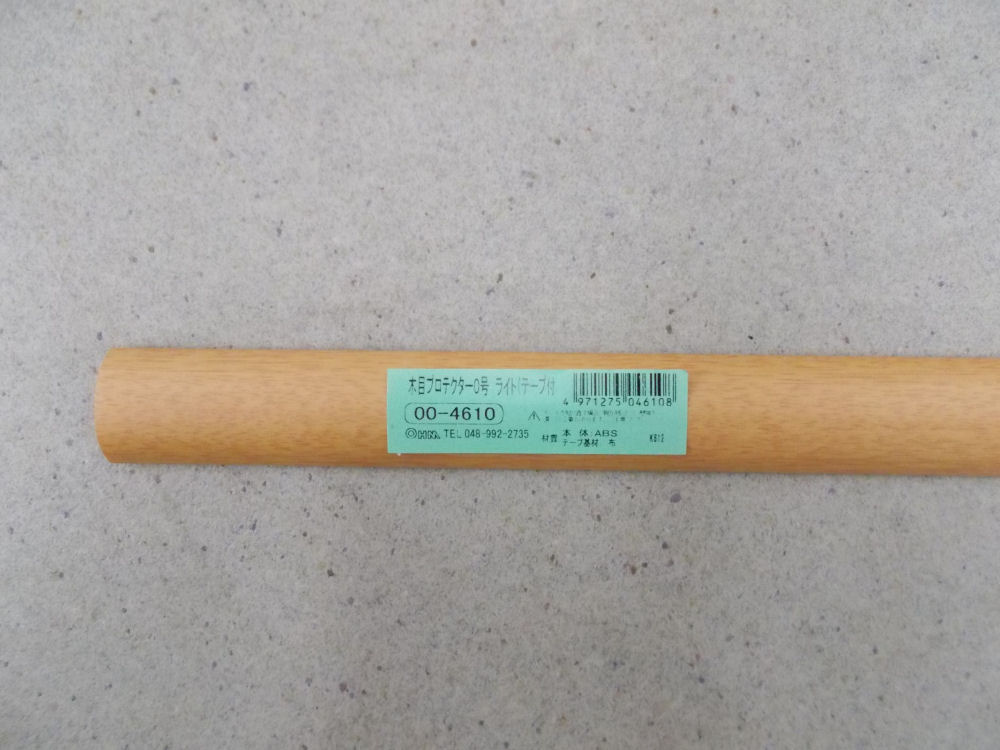 木目プロテクター0号 ライト(テープ付
4 971275 046108
00-4610
TEL 048-992-2735
材質 本体:ABS
テープ基材 布
K612